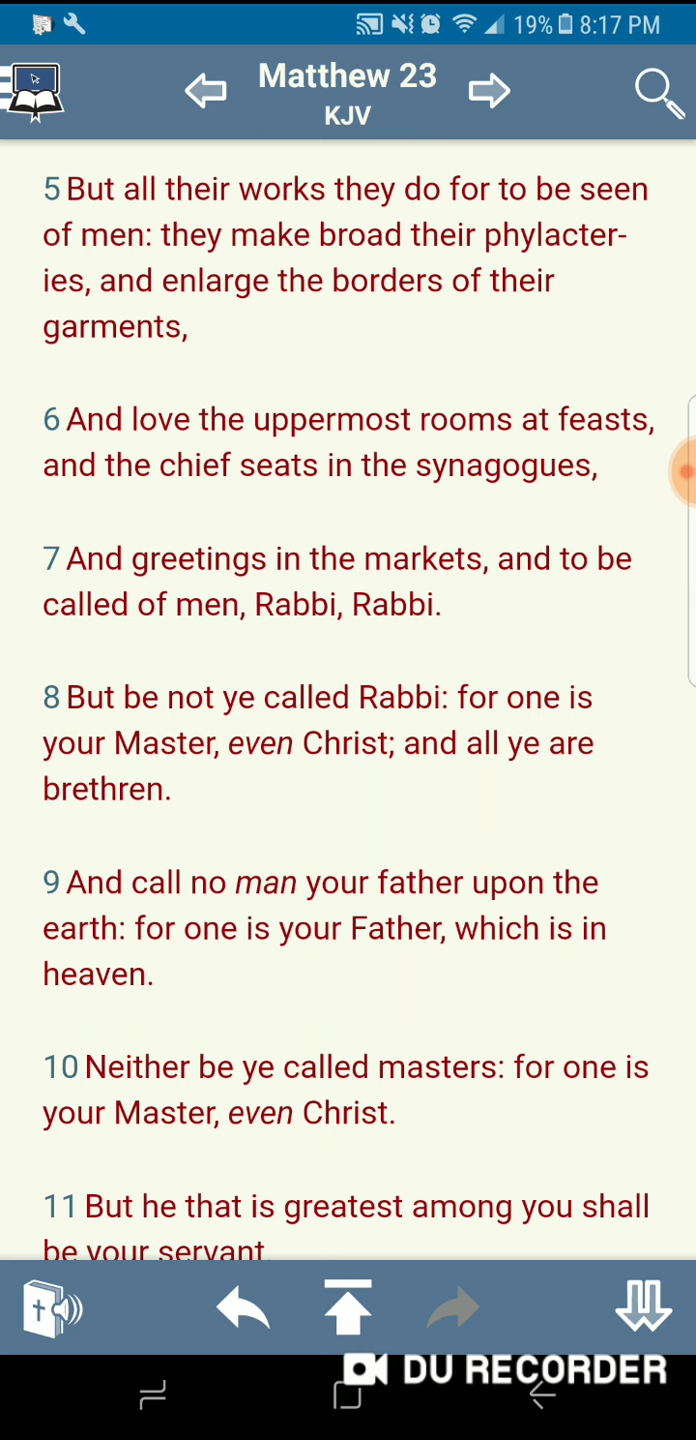 19% 8:17 PM
Matthew 23
KJV
5 But all their works they do for to be seen
of men: they make broad their phylacter-
ies, and enlarge the borders of their
garments,
6 And love the uppermost rooms at feasts,
and the chief seats in the synagogues,
7 And greetings in the markets, and to be
called of men, Rabbi, Rabbi.
8 But be not ye called Rabbi: for one is
your Master, even Christ; and all ye are
brethren.
9 And call no man your father upon the
earth: for one is your Father, which is in
heaven.
10 Neither be ye called masters: for one is
your Master, even Christ.
11 But he that is greatest among you shall
be your servant.
DU RECORDER